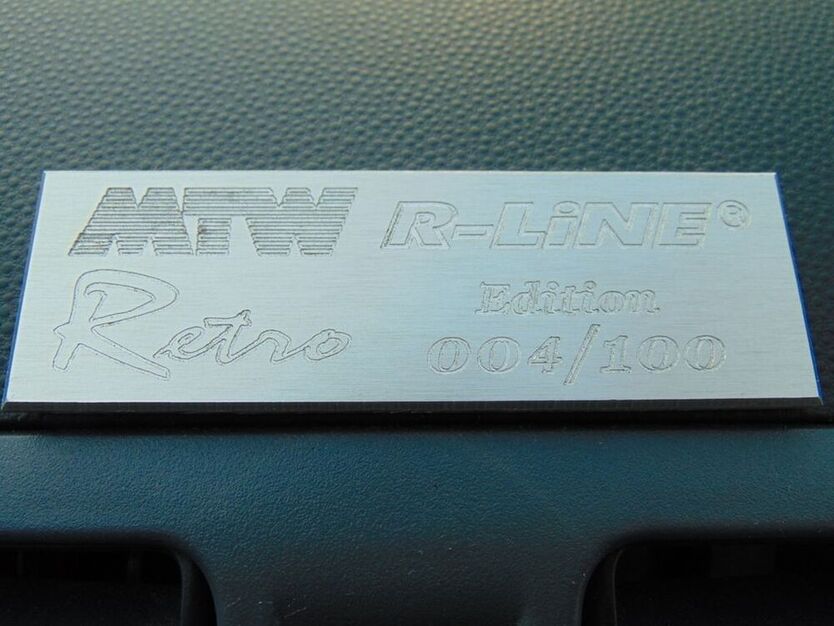 MTW R-LiNE®
Retro Edition
004/100